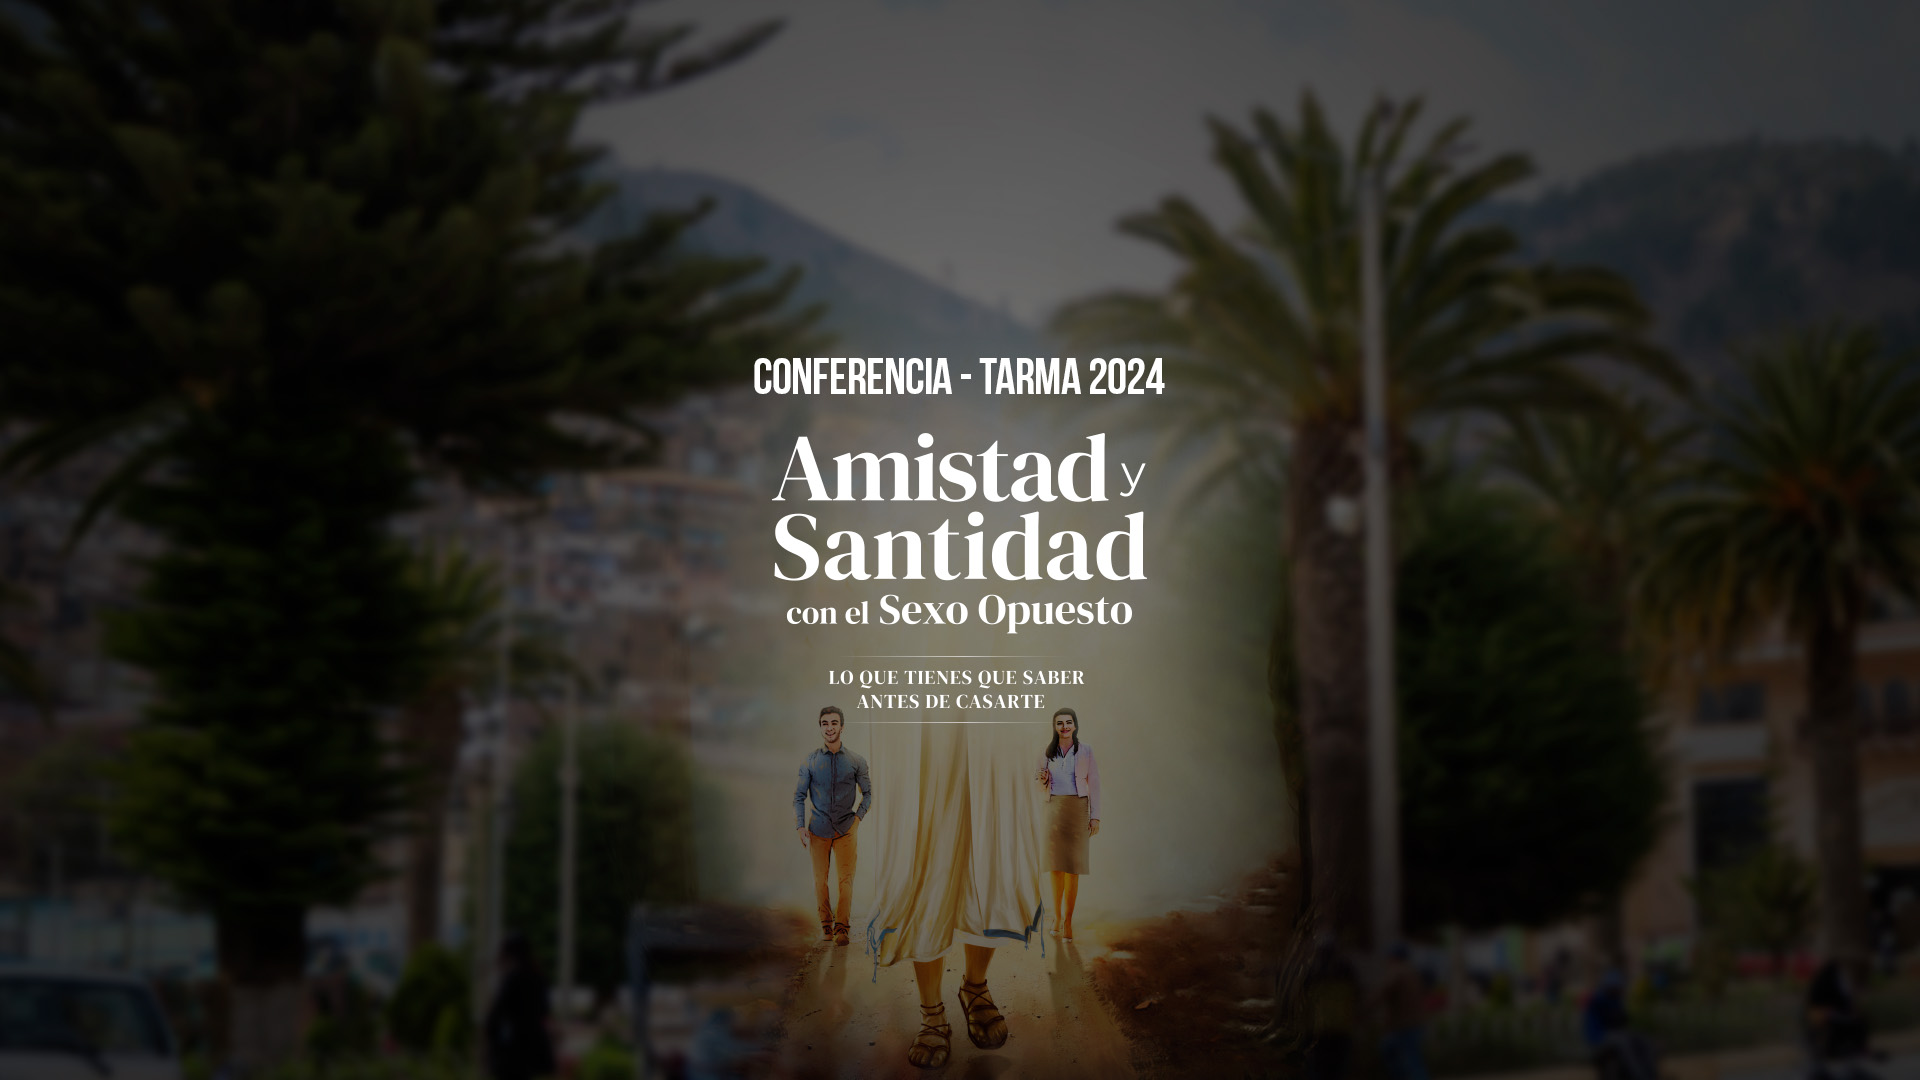 CONFERENCIA - TARMA 2024
Amistad y
Santidad
con el Sexo Opuesto
LO QUE TIENES QUE SABER
ANTES DE CASARTE